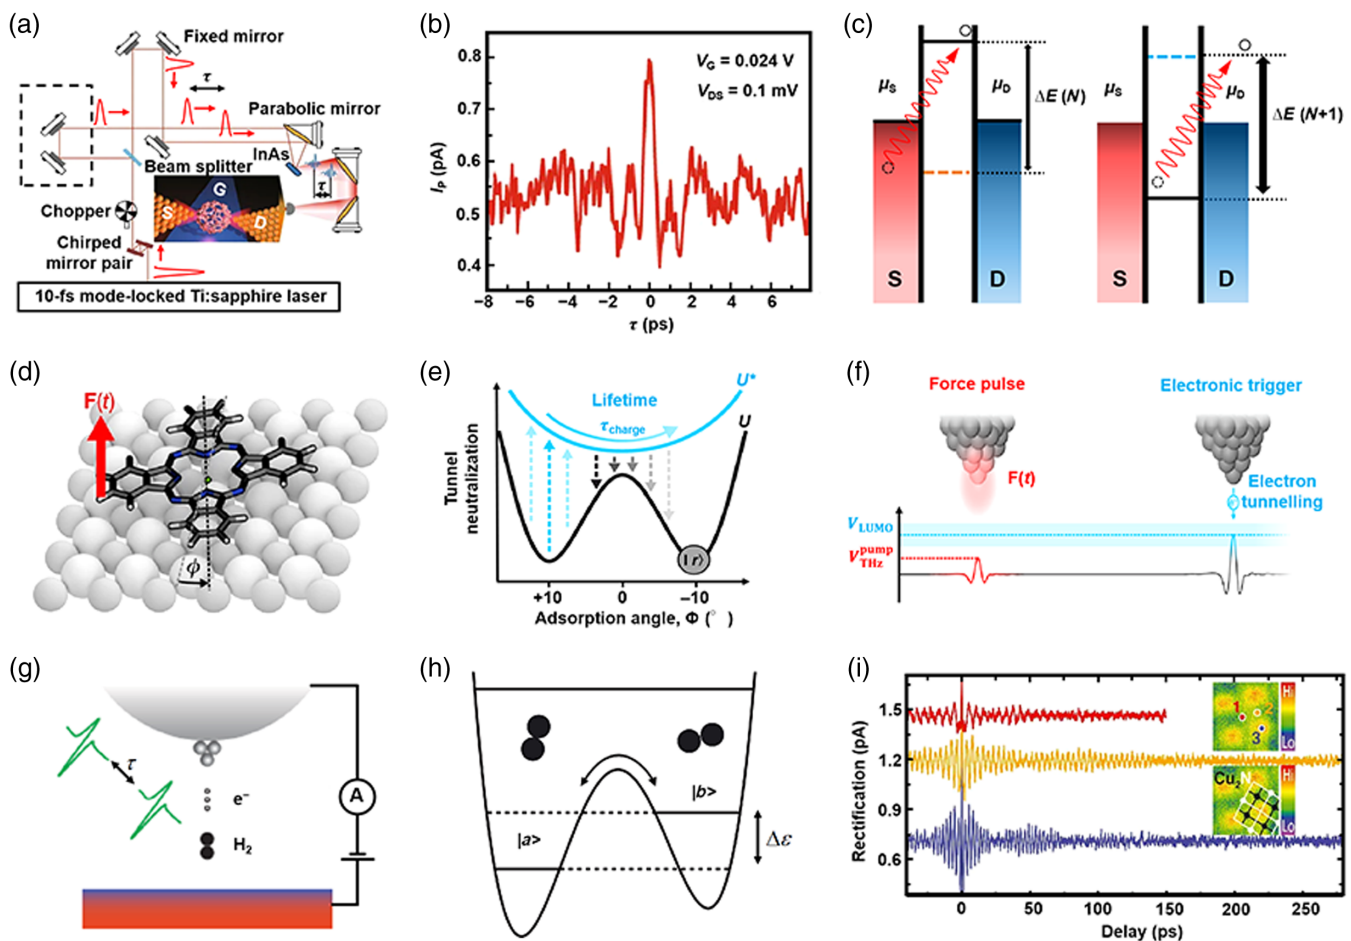 (a)
Fixed mirror
τ
Parabolic mirror
InAs
τ
Beam splitter
G
S
D
Chopper
Chirped
mirror pair
10-fs mode-locked Ti:sapphire laser
(b)
V_G = 0.024 V
V_DS = 0.1 mV
0.8
0.7
0.6
0.5
0.4
I_P (pA)
−8 −6 −4 −2 0 2 4 6
τ (ps)
(c)
μ_S
μ_D
ΔE (N)
S
D
μ_S
μ_D
ΔE (N+1)
S
D
(d)
F(t)
ϕ
(e)
U*
Lifetime
τ_charge
U
Tunnel
neutralization
|r⟩
+10 0 −10
Adsorption angle, Φ (°)
(f)
Force pulse
Electronic trigger
F(t)
Electron
tunnelling
V_LUMO
V_THz^pump
(g)
τ
e⁻
H₂
A
(h)
|b>
|a>
Δε
(i)
1.5
1.2
0.9
0.6
Rectification (pA)
1
2
3
Hi
Lo
Cu₂N
Hi
Lo
0 50 100 150 200 250
Delay (ps)